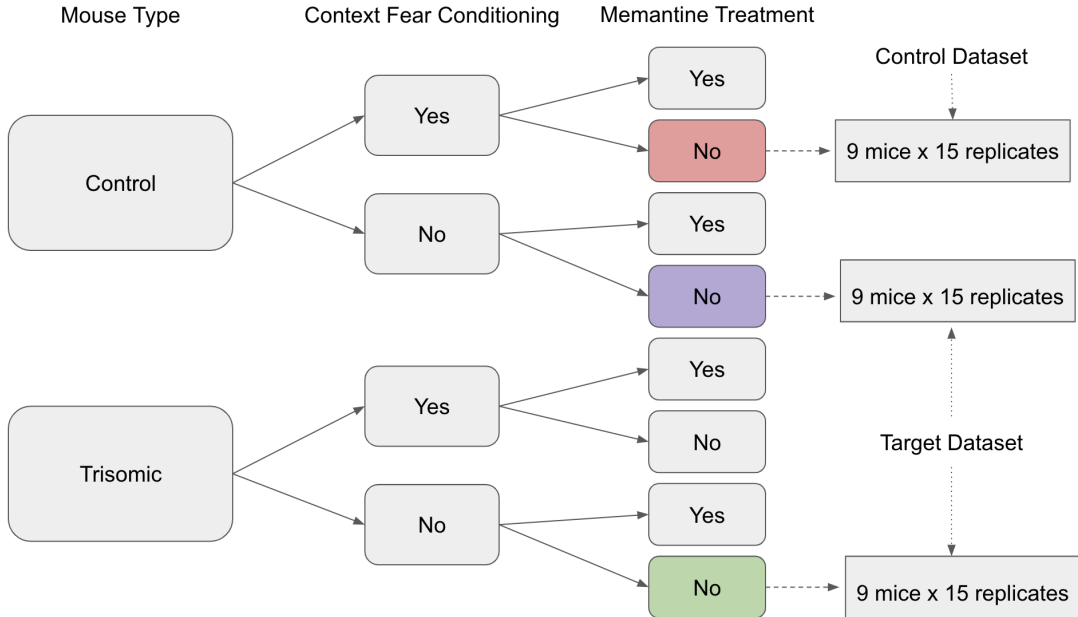 Mouse Type
Context Fear Conditioning
Memantine Treatment
Yes
Control Dataset
Yes
No
9 mice x 15 replicates
Control
Yes
No
No
9 mice x 15 replicates
Yes
Yes
No
Target Dataset
Trisomic
Yes
No
No
9 mice x 15 replicates